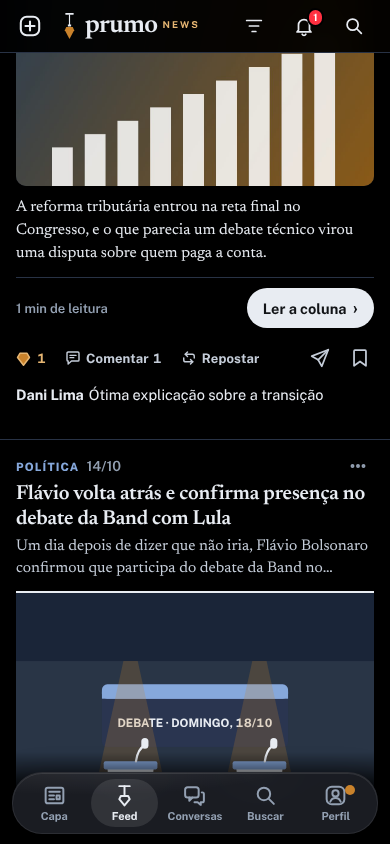 prumo NEWS
1
A reforma tributária entrou na reta final no
Congresso, e o que parecia um debate técnico virou
uma disputa sobre quem paga a conta.
1 min de leitura
Ler a coluna ›
1 Comentar 1 Repostar
Dani Lima Ótima explicação sobre a transição
POLÍTICA 14/10
Flávio volta atrás e confirma presença no
debate da Band com Lula
Um dia depois de dizer que não iria, Flávio Bolsonaro
confirmou que participa do debate da Band no...
DEBATE · DOMINGO, 18/10
Capa Feed Conversas Buscar Perfil